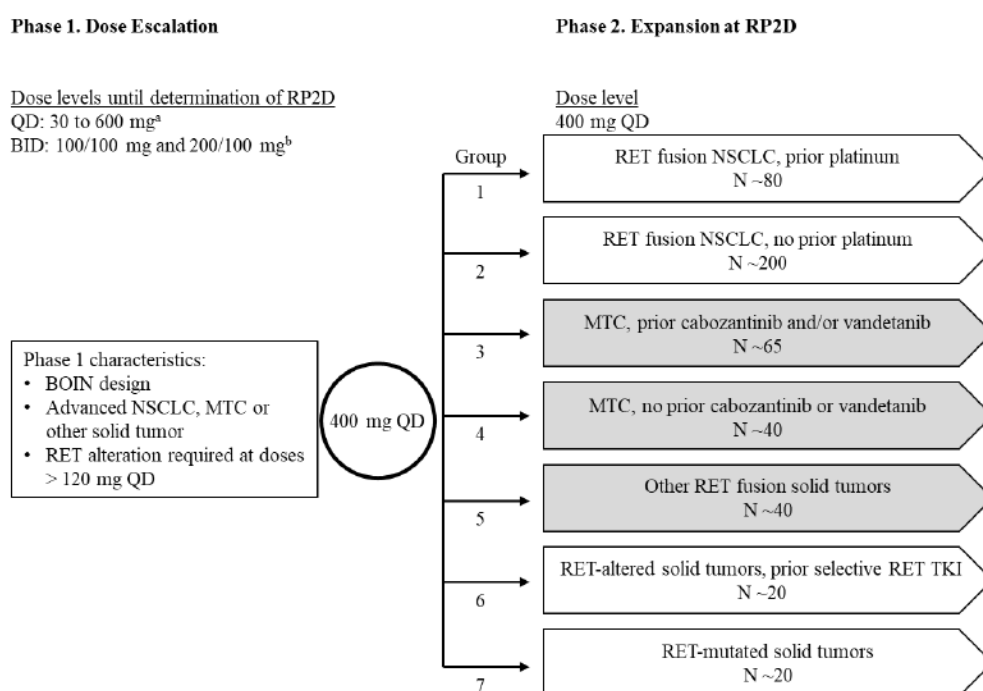 Phase 1. Dose Escalation
Dose levels until determination of RP2D
QD: 30 to 600 mgᵃ
BID: 100/100 mg and 200/100 mgᵇ
Phase 1 characteristics:
• BOIN design
• Advanced NSCLC, MTC or
other solid tumor
• RET alteration required at doses
> 120 mg QD
400 mg QD
Phase 2. Expansion at RP2D
Dose level
400 mg QD
Group
1
RET fusion NSCLC, prior platinum
N ~80
2
RET fusion NSCLC, no prior platinum
N ~200
3
MTC, prior cabozantinib and/or vandetanib
N ~65
4
MTC, no prior cabozantinib or vandetanib
N ~40
5
Other RET fusion solid tumors
N ~40
6
RET-altered solid tumors, prior selective RET TKI
N ~20
7
RET-mutated solid tumors
N ~20